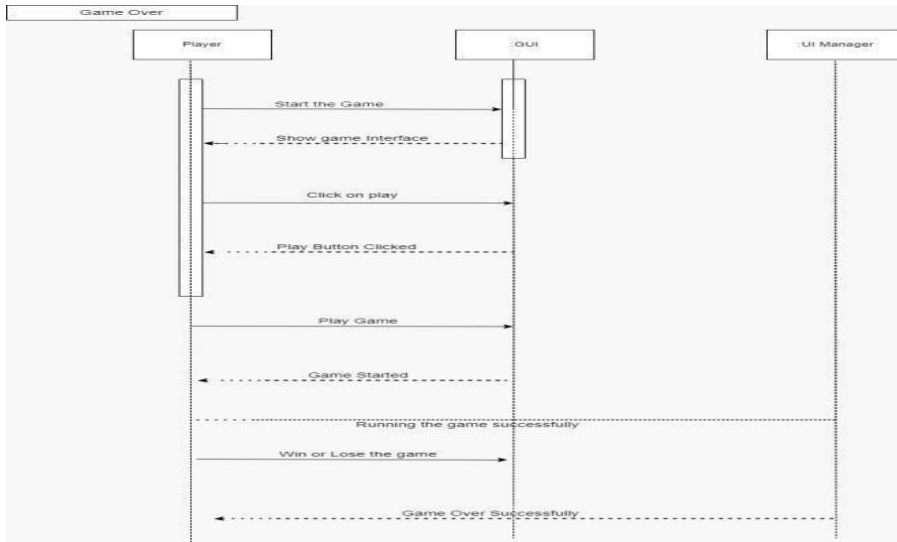 Game Over
Player
:GUI
:UI Manager
Start the Game
Show game Interface
Click on play
Play Button Clicked
Play Game
Game Started
Running the game successfully
Win or Lose the game
Game Over Successfully